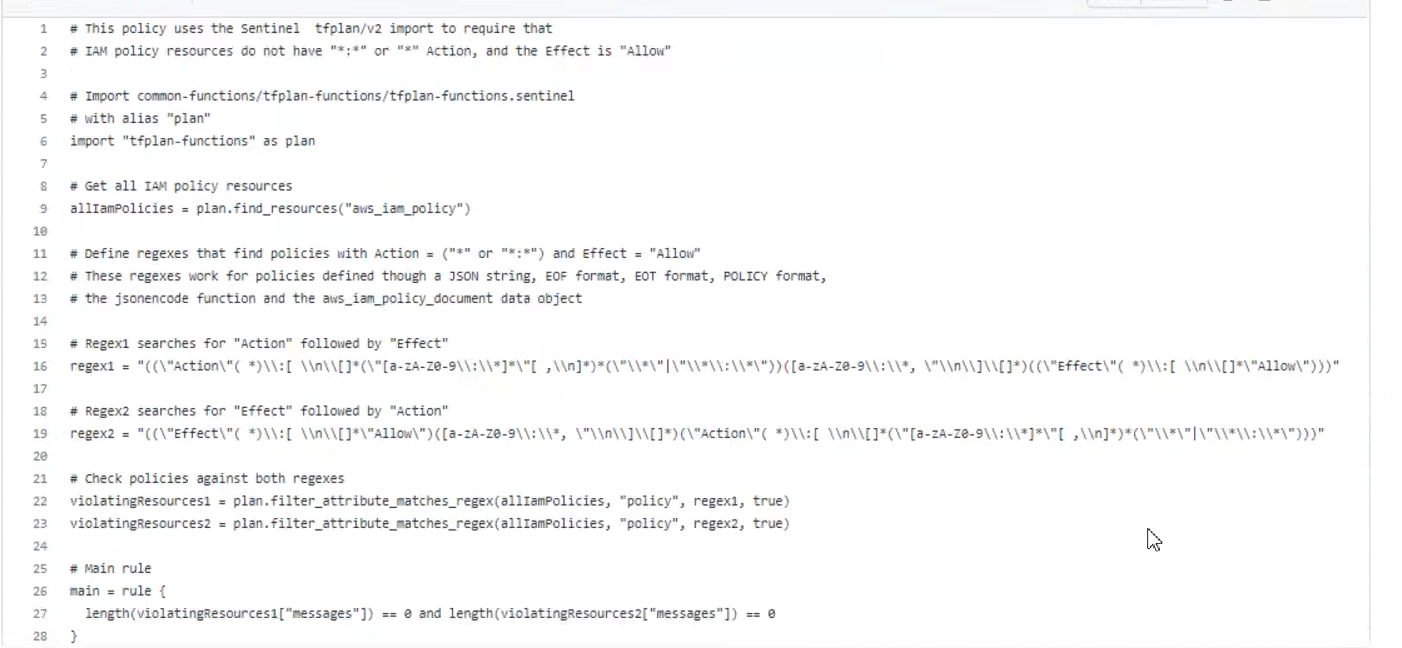 1 # This policy uses the Sentinel  tfplan/v2 import to require that
2 # IAM policy resources do not have "*:*" or "*" Action, and the Effect is "Allow"
3
4 # Import common-functions/tfplan-functions/tfplan-functions.sentinel
5 # with alias "plan"
6 import "tfplan-functions" as plan
7
8 # Get all IAM policy resources
9 allIamPolicies = plan.find_resources("aws_iam_policy")
10
11 # Define regexes that find policies with Action = ("*" or "*:*") and Effect = "Allow"
12 # These regexes work for policies defined though a JSON string, EOF format, EOT format, POLICY format,
13 # the jsonencode function and the aws_iam_policy_document data object
14
15 # Regex1 searches for "Action" followed by "Effect"
16 regex1 = "((\"Action\"( *)\\:[ \\n\\[]*(\"[a-zA-Z0-9\\:\\*]*\"[ ,\\n]*)*(\"\\*\"|\"\\*\\:\\*\"))([a-zA-Z0-9\\:\\*, \"\\n\\]\\[]*)((\"Effect\"( *)\\:[ \\n\\[]*\"Allow\")))"
17
18 # Regex2 searches for "Effect" followed by "Action"
19 regex2 = "((\"Effect\"( *)\\:[ \\n\\[]*\"Allow\")([a-zA-Z0-9\\:\\*, \"\\n\\]\\[]*)(\"Action\"( *)\\:[ \\n\\[]*(\"[a-zA-Z0-9\\:\\*]*\"[ ,\\n]*)*(\"\\*\"|\"\\*\\:\\*\")))"
20
21 # Check policies against both regexes
22 violatingResources1 = plan.filter_attribute_matches_regex(allIamPolicies, "policy", regex1, true)
23 violatingResources2 = plan.filter_attribute_matches_regex(allIamPolicies, "policy", regex2, true)
24
25 # Main rule
26 main = rule {
27   length(violatingResources1["messages"]) == 0 and length(violatingResources2["messages"]) == 0
28 }